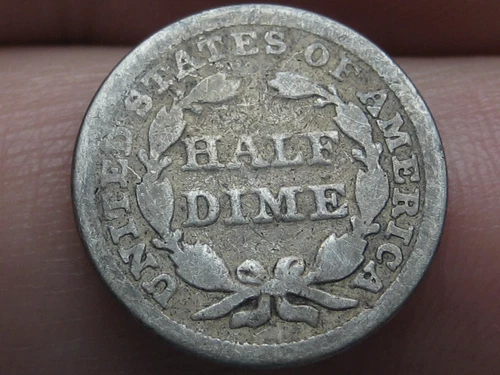 UNITED STATES OF AMERICA
HALF
DIME